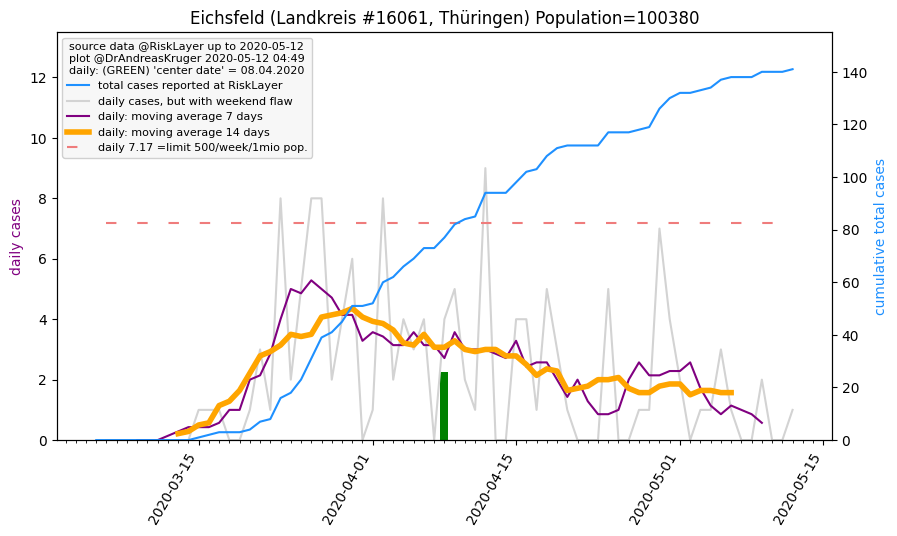 Eichsfeld (Landkreis #16061, Thüringen) Population=100380
source data @RiskLayer up to 2020-05-12
plot @DrAndreasKruger 2020-05-12 04:49
daily: (GREEN) 'center date' = 08.04.2020
total cases reported at RiskLayer
daily cases, but with weekend flaw
daily: moving average 7 days
daily: moving average 14 days
daily 7.17 =limit 500/week/1mio pop.
daily cases
12
10
8
6
4
2
0
140
120
100
80
60
40
20
0
cumulative total cases
2020-03-15
2020-04-01
2020-04-15
2020-05-01
2020-05-15